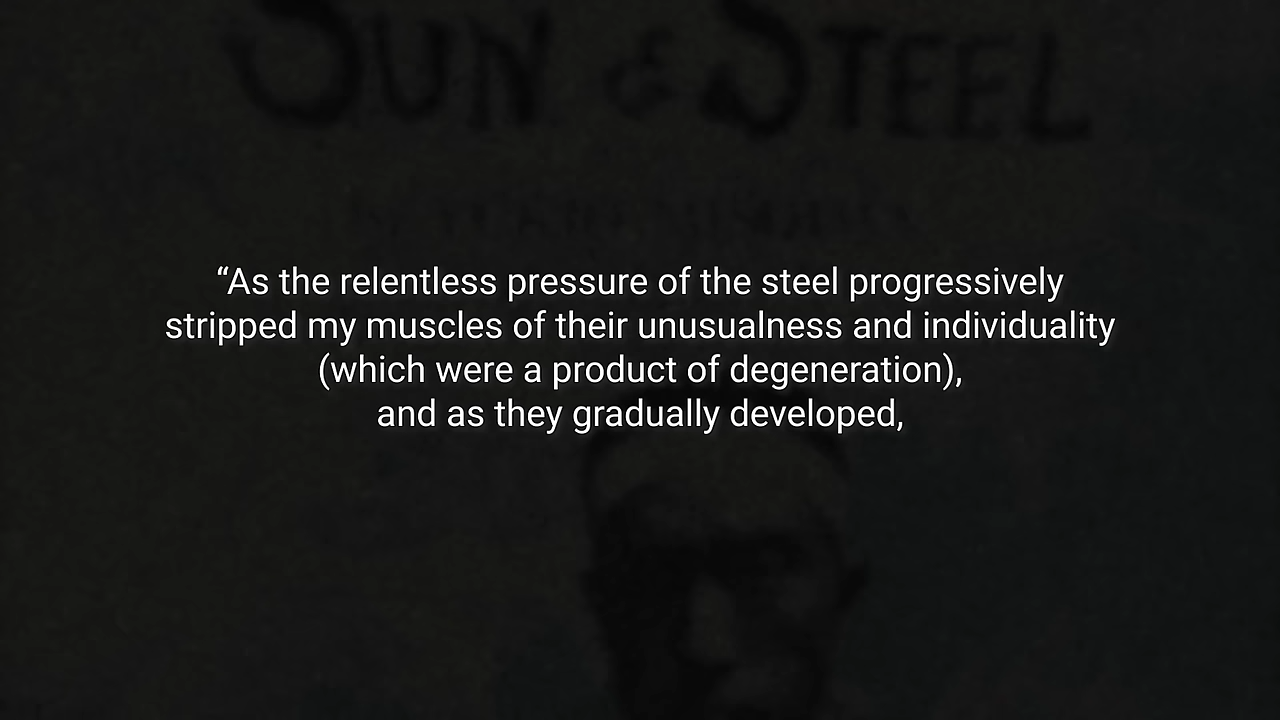 SUN & STEEL
“As the relentless pressure of the steel progressively
stripped my muscles of their unusualness and individuality
(which were a product of degeneration),
and as they gradually developed,